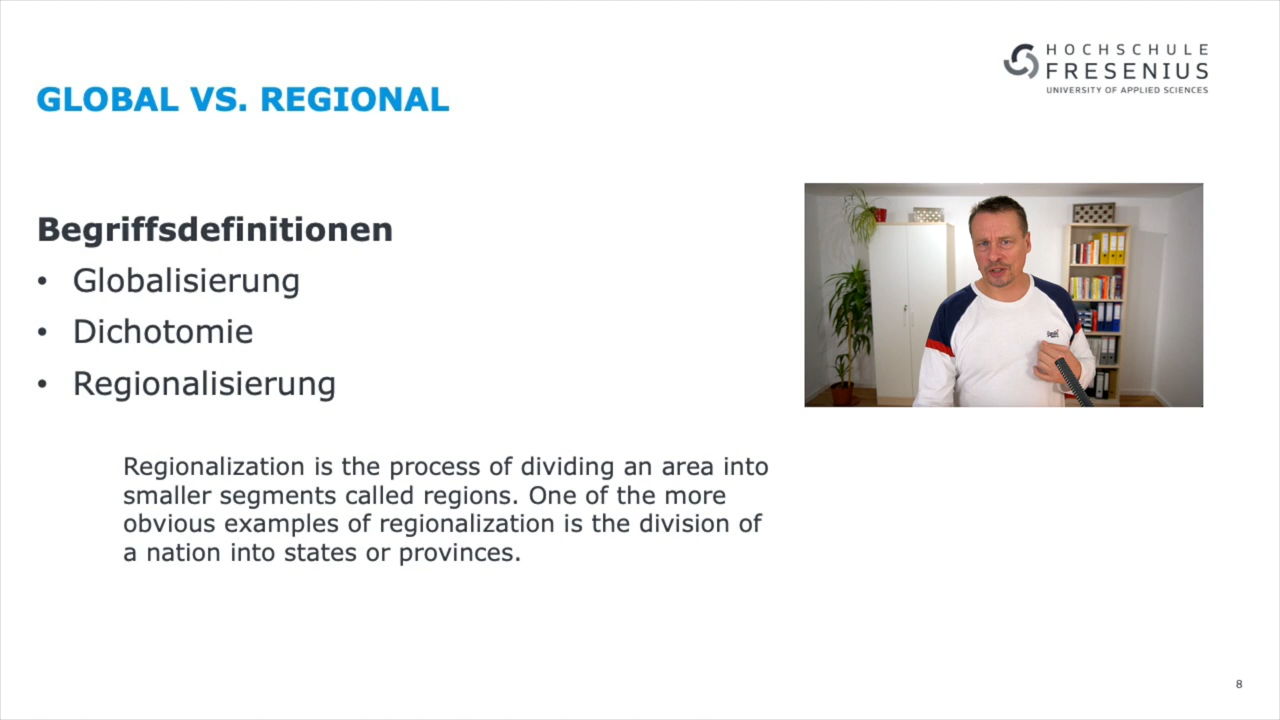 HOCHSCHULE
FRESENIUS
UNIVERSITY OF APPLIED SCIENCES
GLOBAL VS. REGIONAL
Begriffsdefinitionen
• Globalisierung
• Dichotomie
• Regionalisierung
Regionalization is the process of dividing an area into
smaller segments called regions. One of the more
obvious examples of regionalization is the division of
a nation into states or provinces.
8